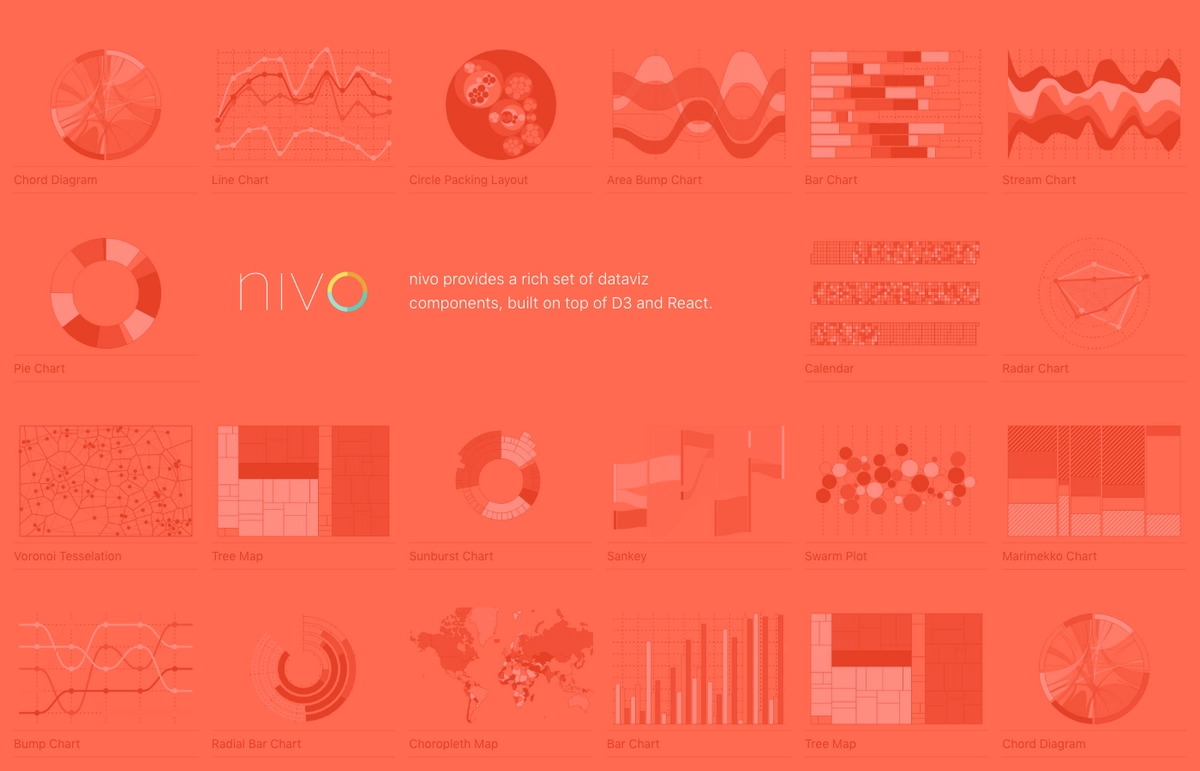 Chord Diagram
Line Chart
Circle Packing Layout
Area Bump Chart
Bar Chart
Stream Chart
nivo
nivo provides a rich set of dataviz
components, built on top of D3 and React.
Pie Chart
Calendar
Radar Chart
Voronoi Tesselation
Tree Map
Sunburst Chart
Sankey
Swarm Plot
Marimekko Chart
Bump Chart
Radial Bar Chart
Choropleth Map
Bar Chart
Tree Map
Chord Diagram